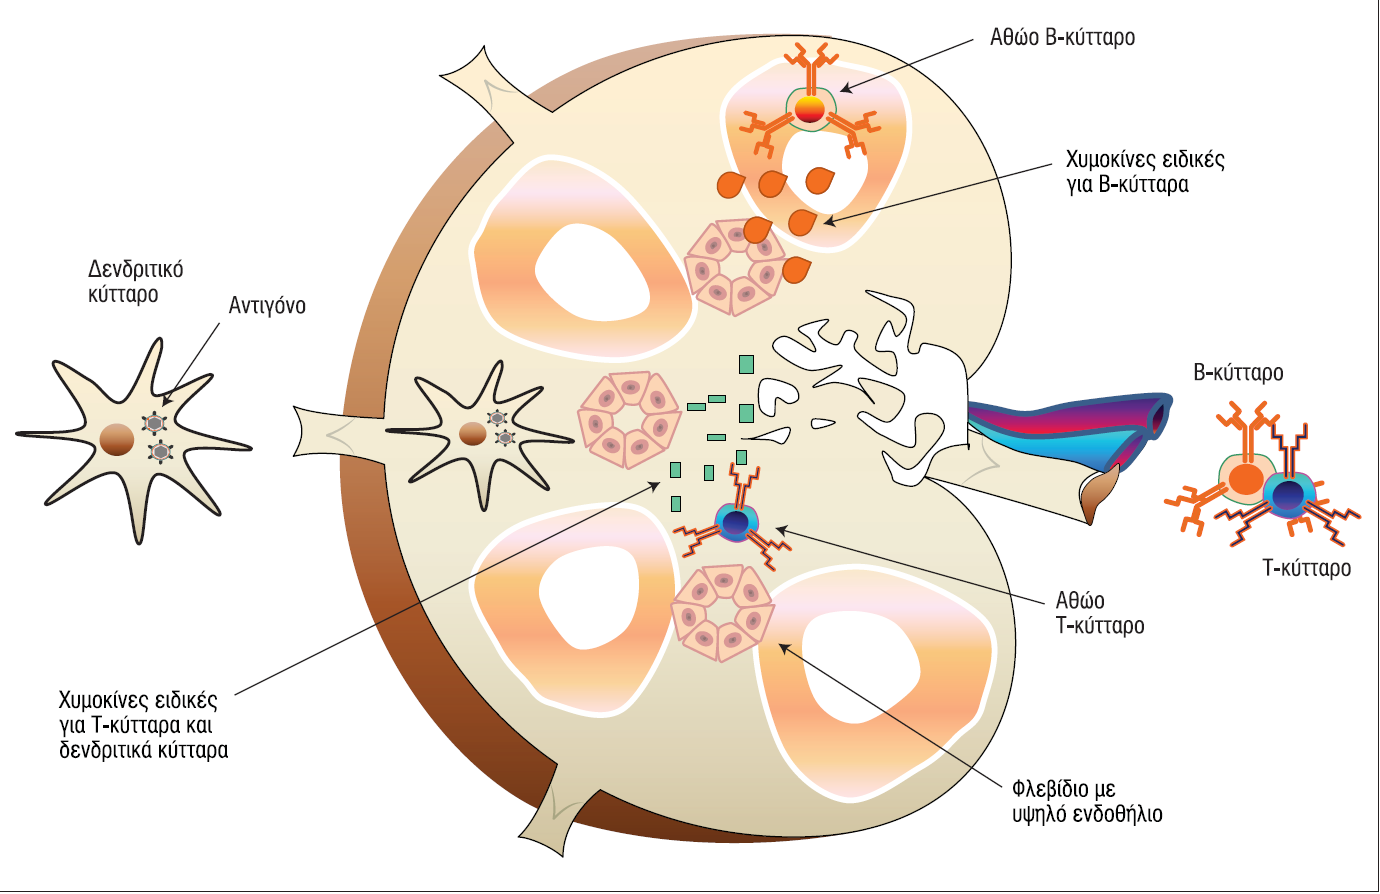 Αθώο Β-κύτταρο
Χυμοκίνες ειδικές
για Β-κύτταρα
Δενδριτικό
κύτταρο
Αντιγόνο
Β-κύτταρο
Τ-κύτταρο
Αθώο
Τ-κύτταρο
Χυμοκίνες ειδικές
για Τ-κύτταρα και
δενδριτικά κύτταρα
Φλεβίδιο με
υψηλό ενδοθήλιο